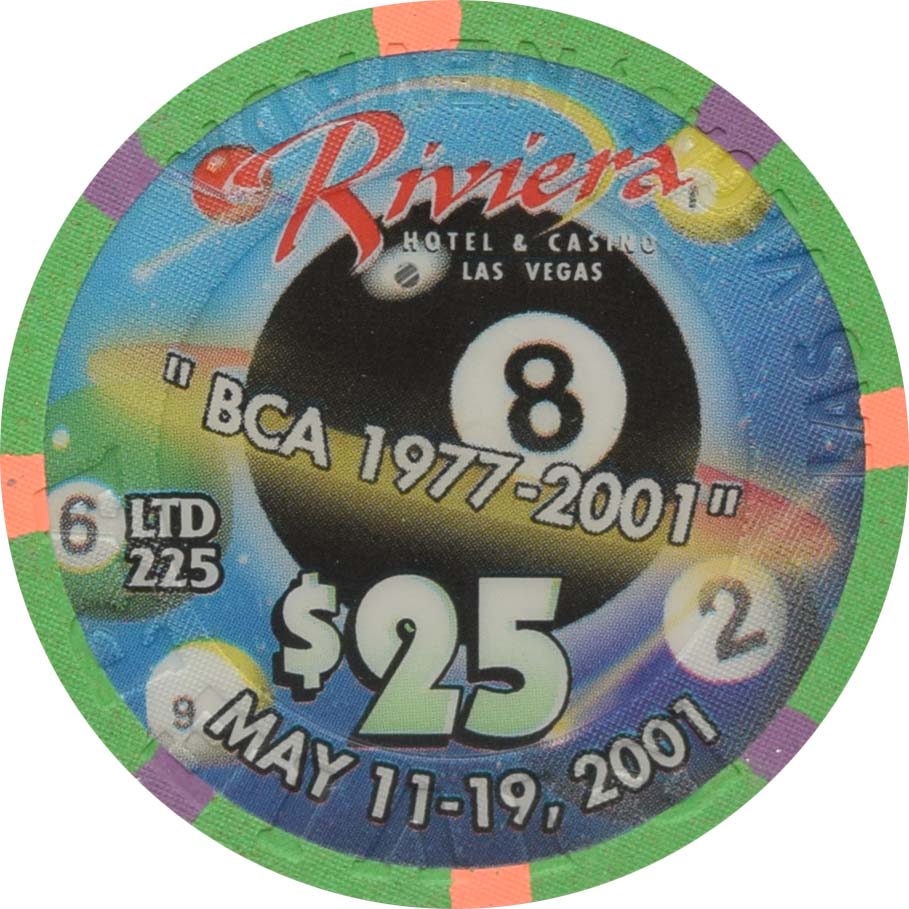 Riviera
HOTEL & CASINO
LAS VEGAS
8
" BCA 1977-2001"
6
LTD
225
2
$25
9
MAY 11-19, 2001
LAS V